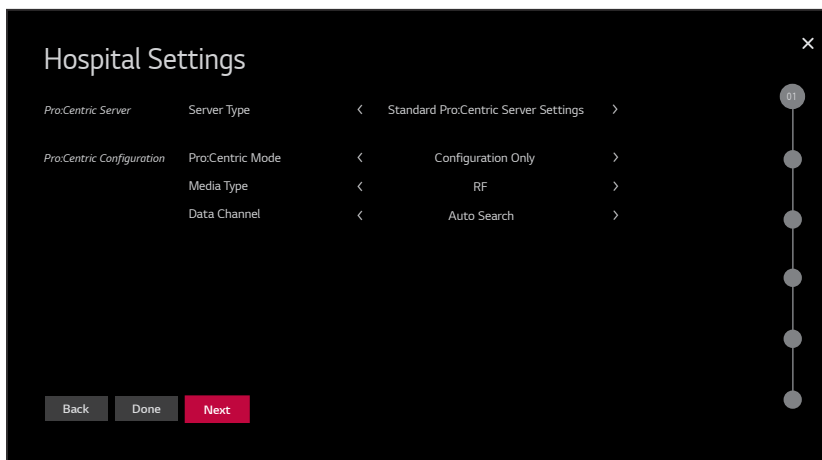 Hospital Settings
×
Pro:Centric Server Server Type < Standard Pro:Centric Server Settings >
01
Pro:Centric Configuration Pro:Centric Mode < Configuration Only >
Media Type < RF >
Data Channel < Auto Search >
Back Done Next